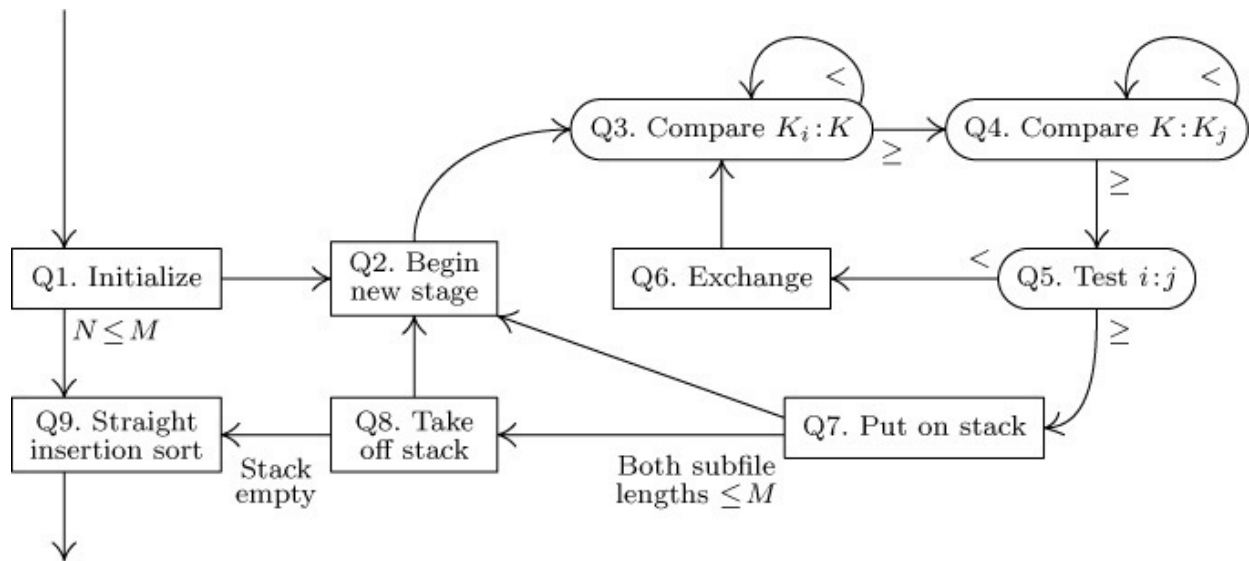 <
<
Q3. Compare K_i : K
Q4. Compare K : K_j
≥
≥
Q1. Initialize
Q2. Begin
new stage
Q6. Exchange
<
Q5. Test i : j
N ≤ M
≥
Q9. Straight
insertion sort
Q8. Take
off stack
Q7. Put on stack
Stack
empty
Both subfile
lengths ≤ M